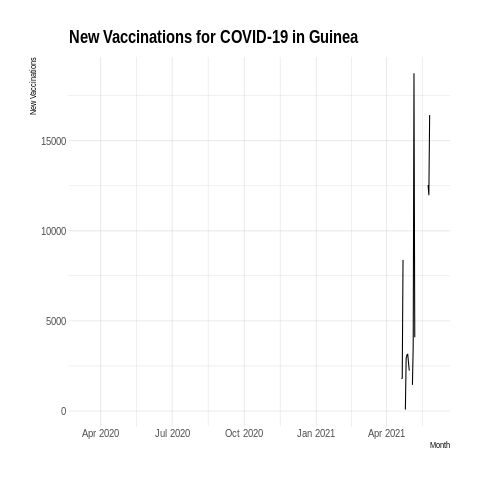 New Vaccinations for COVID-19 in Guinea
New Vaccinations
15000
10000
5000
0
Apr 2020 Jul 2020 Oct 2020 Jan 2021 Apr 2021
Month